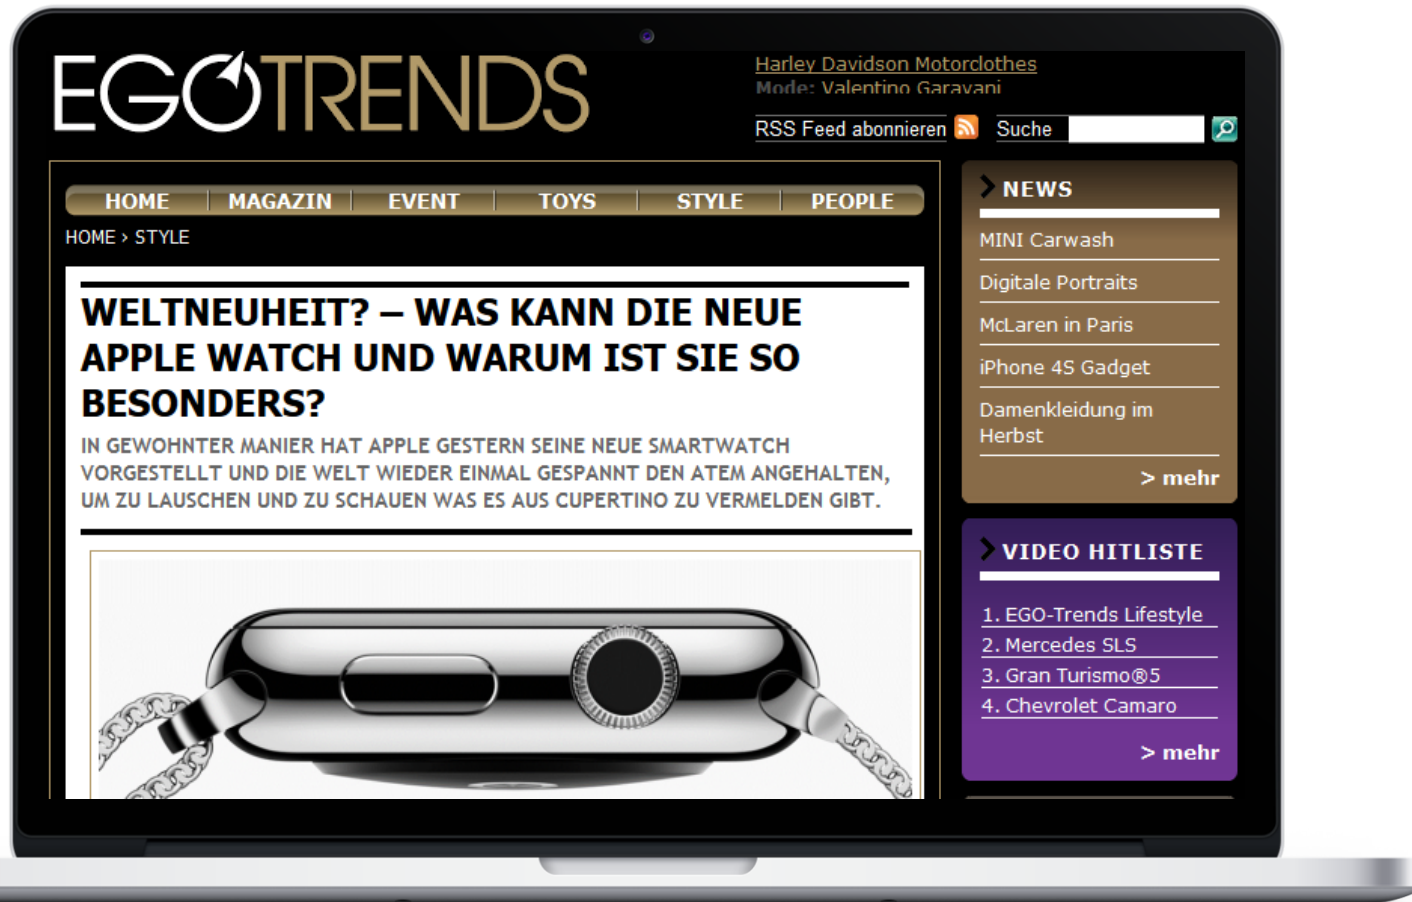 EGOTRENDS
Harley Davidson Motorclothes
Mode: Valentino Garavani
RSS Feed abonnieren
Suche
HOME
MAGAZIN
EVENT
TOYS
STYLE
PEOPLE
HOME › STYLE
WELTNEUHEIT? – WAS KANN DIE NEUE
APPLE WATCH UND WARUM IST SIE SO
BESONDERS?
IN GEWOHNTER MANIER HAT APPLE GESTERN SEINE NEUE SMARTWATCH
VORGESTELLT UND DIE WELT WIEDER EINMAL GESPANNT DEN ATEM ANGEHALTEN,
UM ZU LAUSCHEN UND ZU SCHAUEN WAS ES AUS CUPERTINO ZU VERMELDEN GIBT.
NEWS
MINI Carwash
Digitale Portraits
McLaren in Paris
iPhone 4S Gadget
Damenkleidung im
Herbst
> mehr
VIDEO HITLISTE
1. EGO-Trends Lifestyle
2. Mercedes SLS
3. Gran Turismo®5
4. Chevrolet Camaro
> mehr